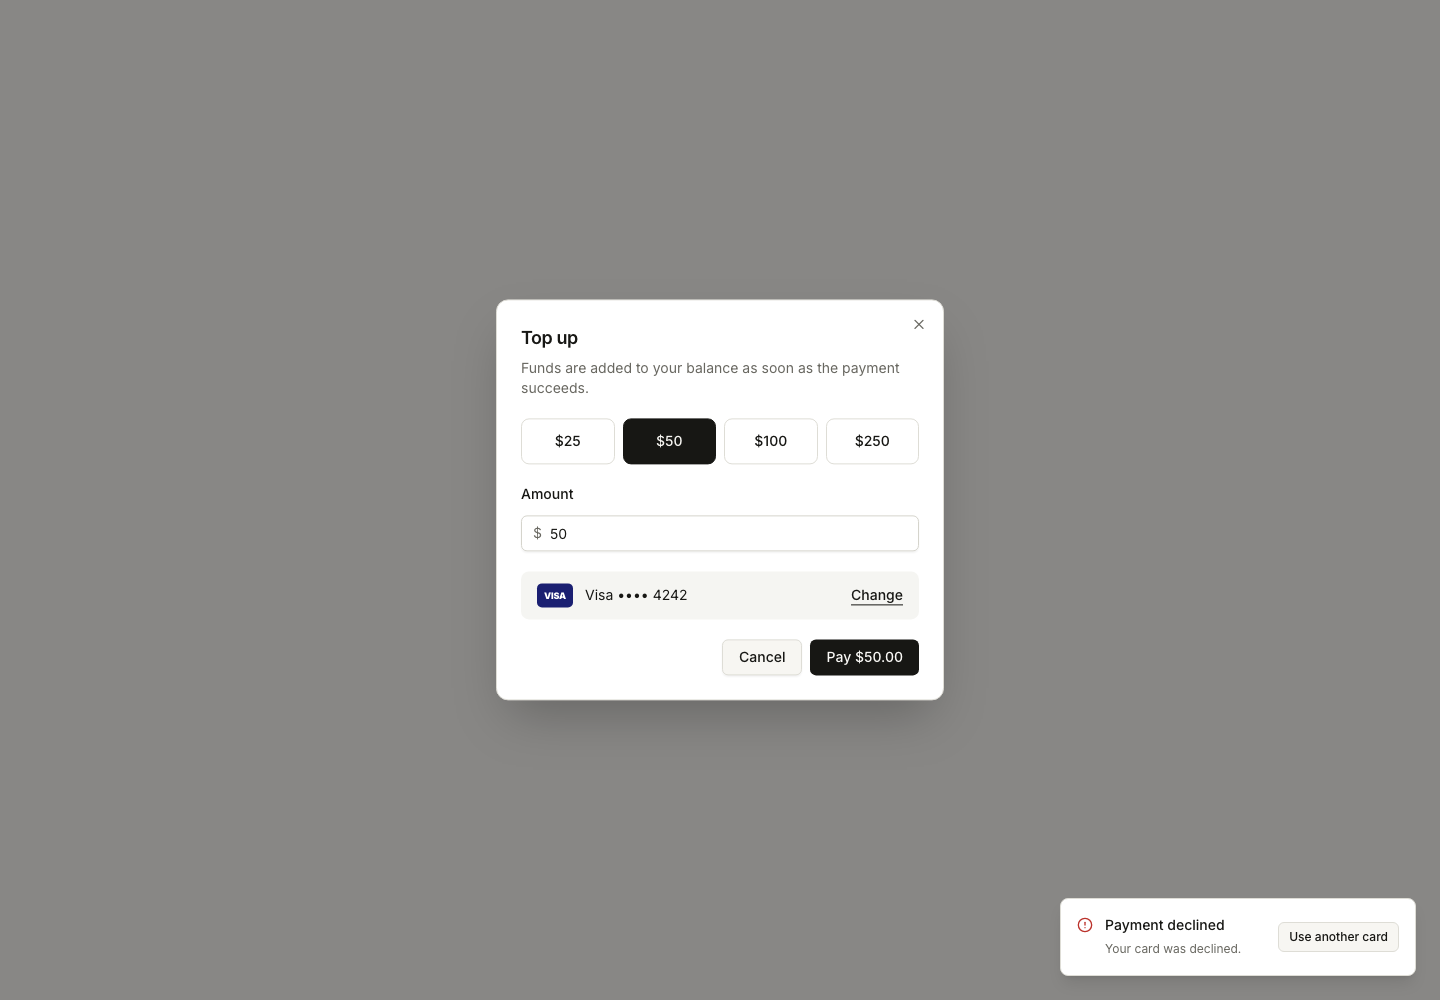 Top up
Funds are added to your balance as soon as the payment
succeeds.
$25 $50 $100 $250
Amount
$ 50
VISA Visa •••• 4242 Change
Cancel Pay $50.00
Payment declined
Your card was declined.
Use another card